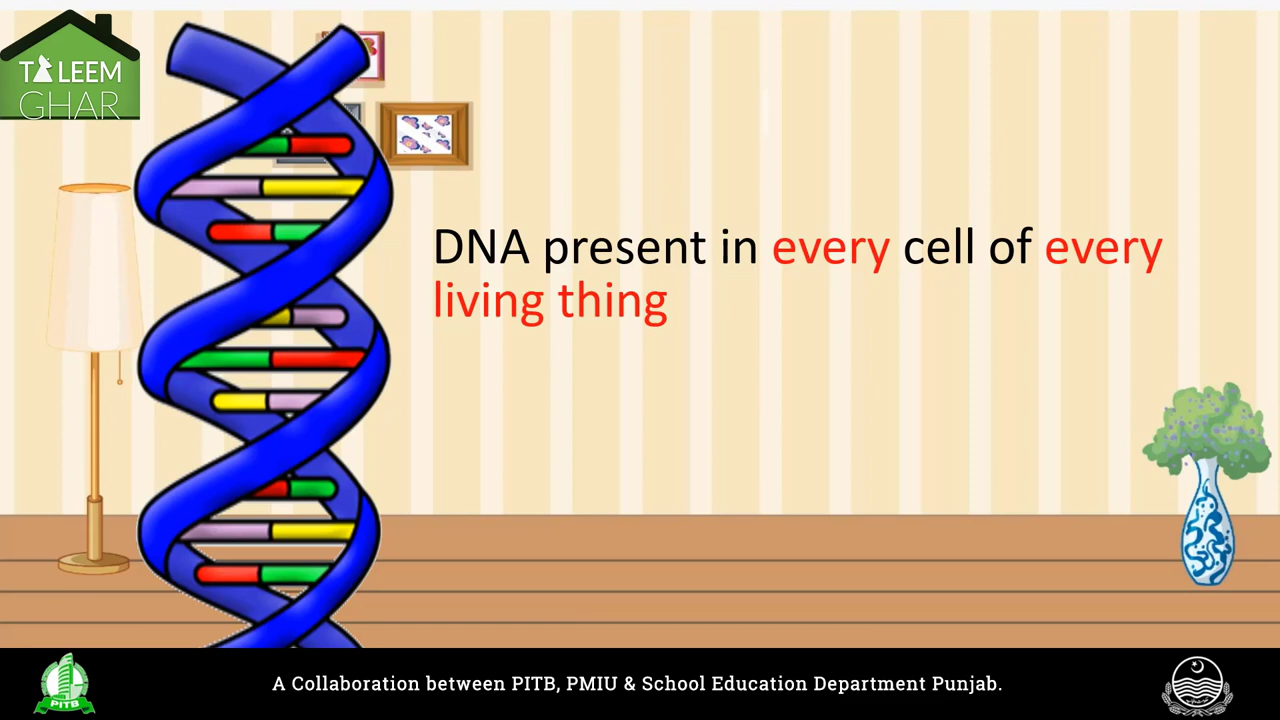 TALEEM
GHAR
DNA present in every cell of every
living thing
PITB
A Collaboration between PITB, PMIU & School Education Department Punjab.